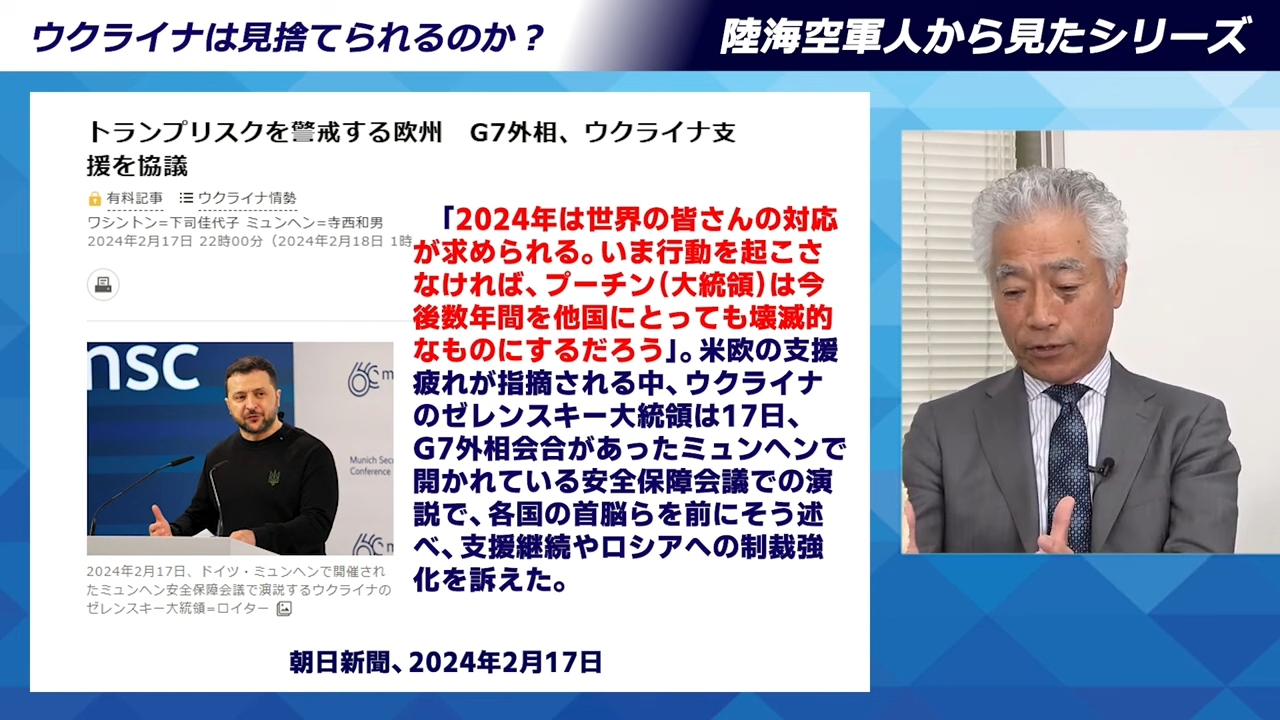 ウクライナは見捨てられるのか？
陸海空軍人から見たシリーズ
トランプリスクを警戒する欧州　G7外相、ウクライナ支
援を協議
有料記事　ウクライナ情勢
ワシントン=下司佳代子 ミュンヘン=寺西和男
2024年2月17日 22時00分（2024年2月18日 1時
「2024年は世界の皆さんの対応
が求められる。いま行動を起こさ
なければ、プーチン（大統領）は今
後数年間を他国にとっても壊滅的
なものにするだろう」。米欧の支援
疲れが指摘される中、ウクライナ
のゼレンスキー大統領は17日、
G7外相会合があったミュンヘンで
開かれている安全保障会議での演
説で、各国の首脳らを前にそう述
べ、支援継続やロシアへの制裁強
化を訴えた。
msc
Munich Sec
Conference
2024年2月17日、ドイツ・ミュンヘンで開催され
たミュンヘン安全保障会議で演説するウクライナの
ゼレンスキー大統領=ロイター
朝日新聞、2024年2月17日